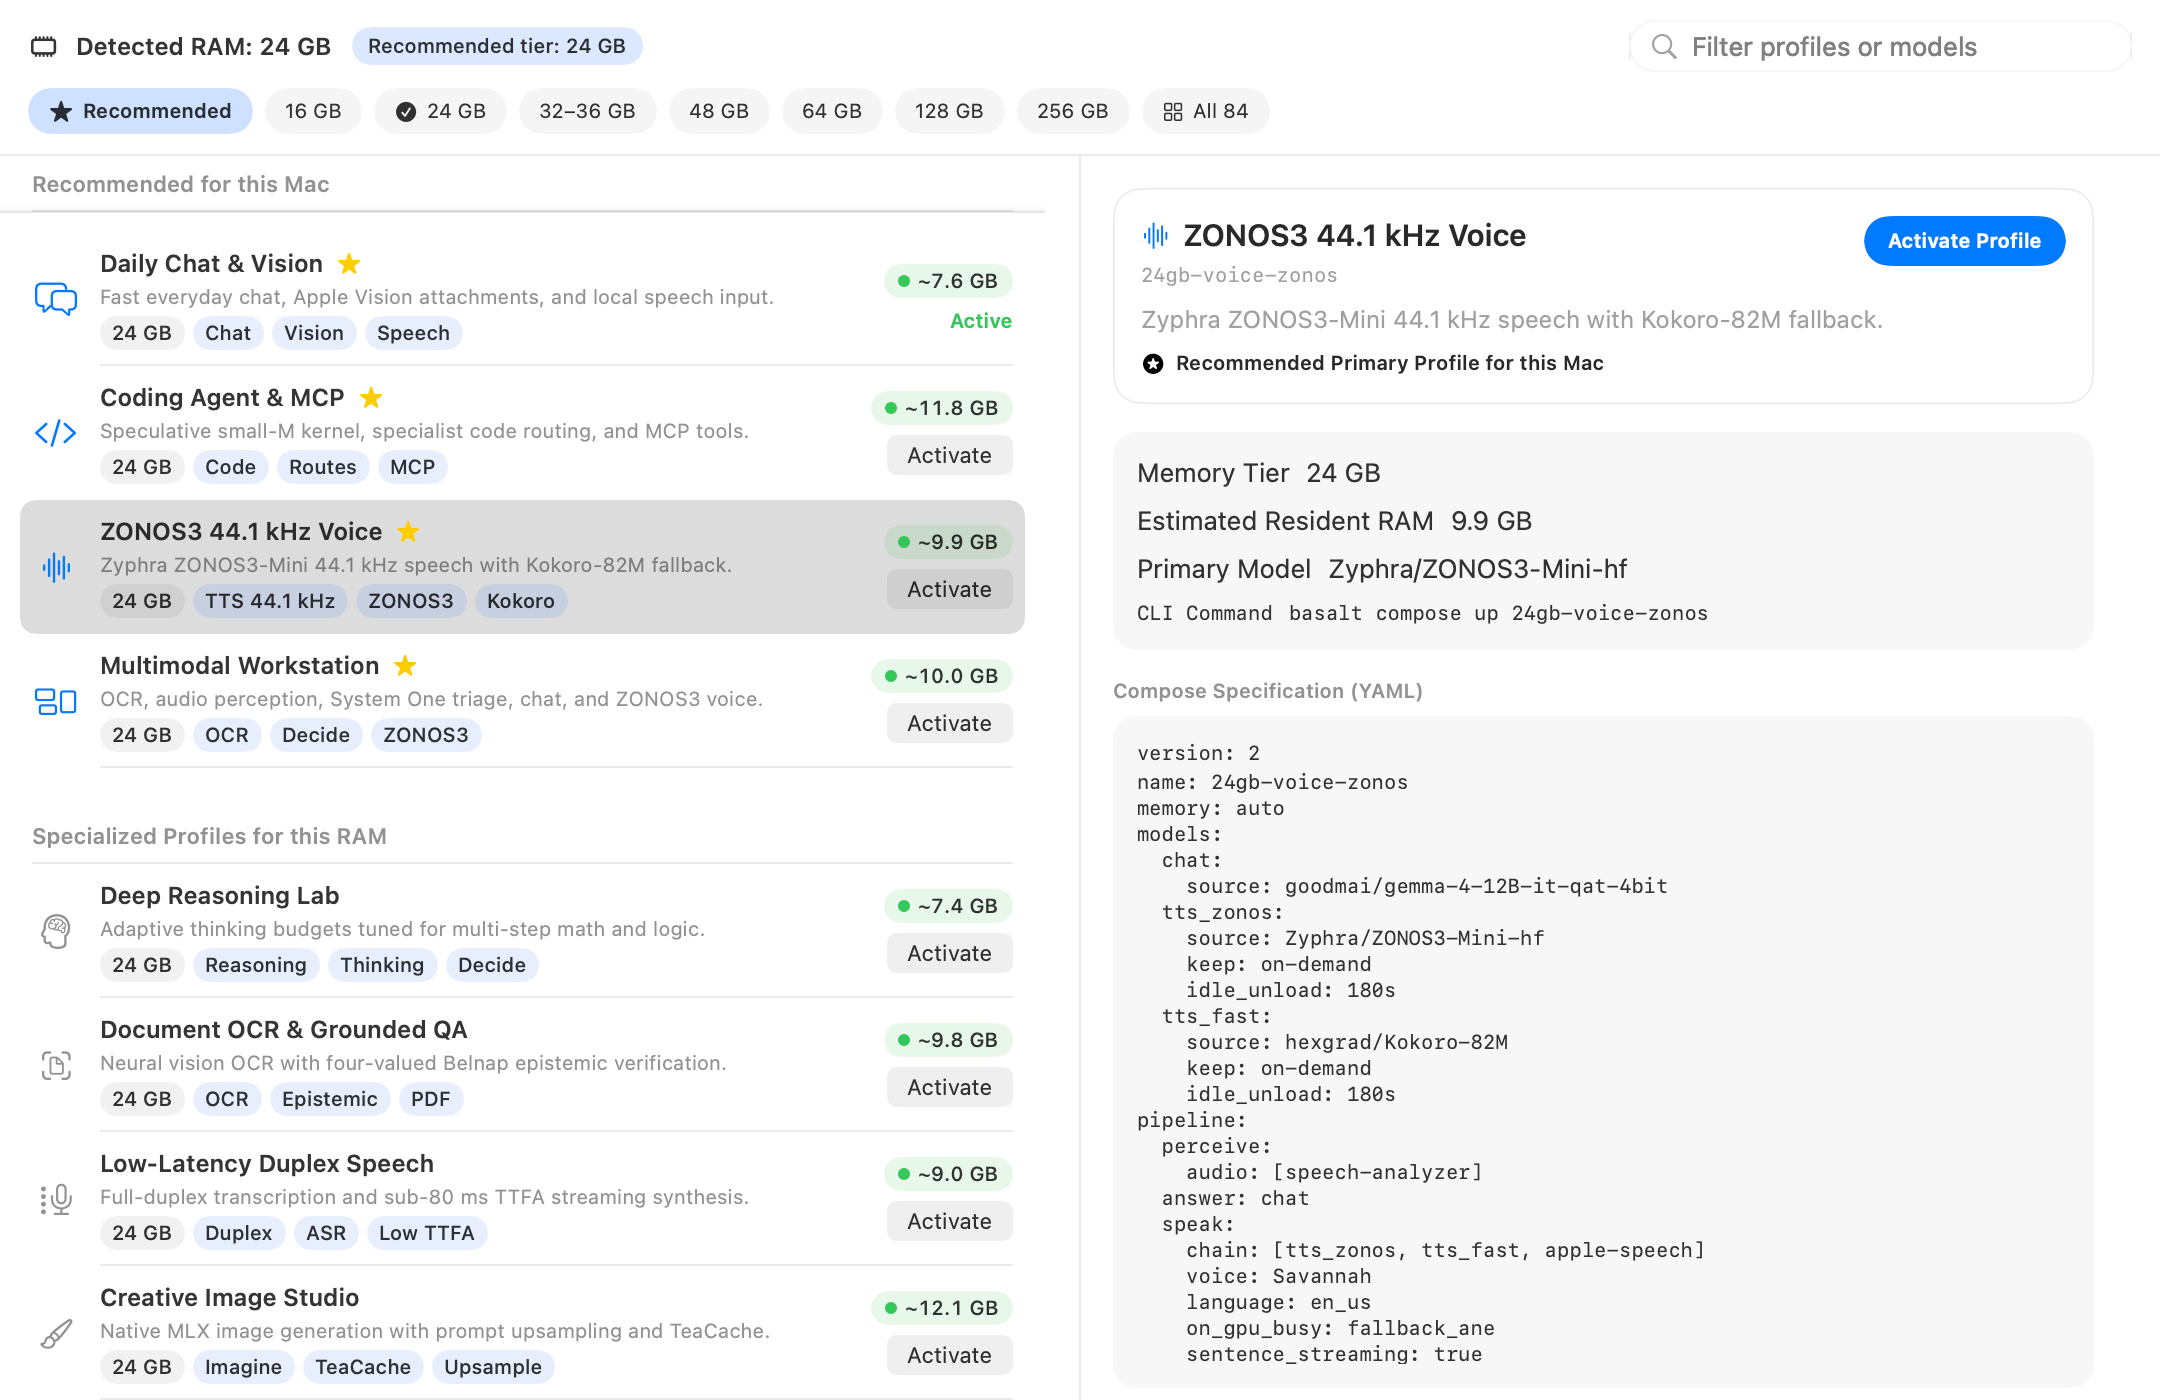 Detected RAM: 24 GB
Recommended tier: 24 GB
Filter profiles or models
Recommended
16 GB
24 GB
32–36 GB
48 GB
64 GB
128 GB
256 GB
All 84
Recommended for this Mac
Daily Chat & Vision
Fast everyday chat, Apple Vision attachments, and local speech input.
24 GB Chat Vision Speech
~7.6 GB
Active
Coding Agent & MCP
Speculative small-M kernel, specialist code routing, and MCP tools.
24 GB Code Routes MCP
~11.8 GB
Activate
ZONOS3 44.1 kHz Voice
Zyphra ZONOS3-Mini 44.1 kHz speech with Kokoro-82M fallback.
24 GB TTS 44.1 kHz ZONOS3 Kokoro
~9.9 GB
Activate
Multimodal Workstation
OCR, audio perception, System One triage, chat, and ZONOS3 voice.
24 GB OCR Decide ZONOS3
~10.0 GB
Activate
Specialized Profiles for this RAM
Deep Reasoning Lab
Adaptive thinking budgets tuned for multi-step math and logic.
24 GB Reasoning Thinking Decide
~7.4 GB
Activate
Document OCR & Grounded QA
Neural vision OCR with four-valued Belnap epistemic verification.
24 GB OCR Epistemic PDF
~9.8 GB
Activate
Low-Latency Duplex Speech
Full-duplex transcription and sub-80 ms TTFA streaming synthesis.
24 GB Duplex ASR Low TTFA
~9.0 GB
Activate
Creative Image Studio
Native MLX image generation with prompt upsampling and TeaCache.
24 GB Imagine TeaCache Upsample
~12.1 GB
Activate
ZONOS3 44.1 kHz Voice
Activate Profile
24gb-voice-zonos
Zyphra ZONOS3-Mini 44.1 kHz speech with Kokoro-82M fallback.
Recommended Primary Profile for this Mac
Memory Tier 24 GB
Estimated Resident RAM 9.9 GB
Primary Model Zyphra/ZONOS3-Mini-hf
CLI Command basalt compose up 24gb-voice-zonos
Compose Specification (YAML)
version: 2
name: 24gb-voice-zonos
memory: auto
models:
  chat:
    source: goodmai/gemma-4-12B-it-qat-4bit
  tts_zonos:
    source: Zyphra/ZONOS3-Mini-hf
    keep: on-demand
    idle_unload: 180s
  tts_fast:
    source: hexgrad/Kokoro-82M
    keep: on-demand
    idle_unload: 180s
pipeline:
  perceive:
    audio: [speech-analyzer]
  answer: chat
  speak:
    chain: [tts_zonos, tts_fast, apple-speech]
    voice: Savannah
    language: en_us
    on_gpu_busy: fallback_ane
    sentence_streaming: true